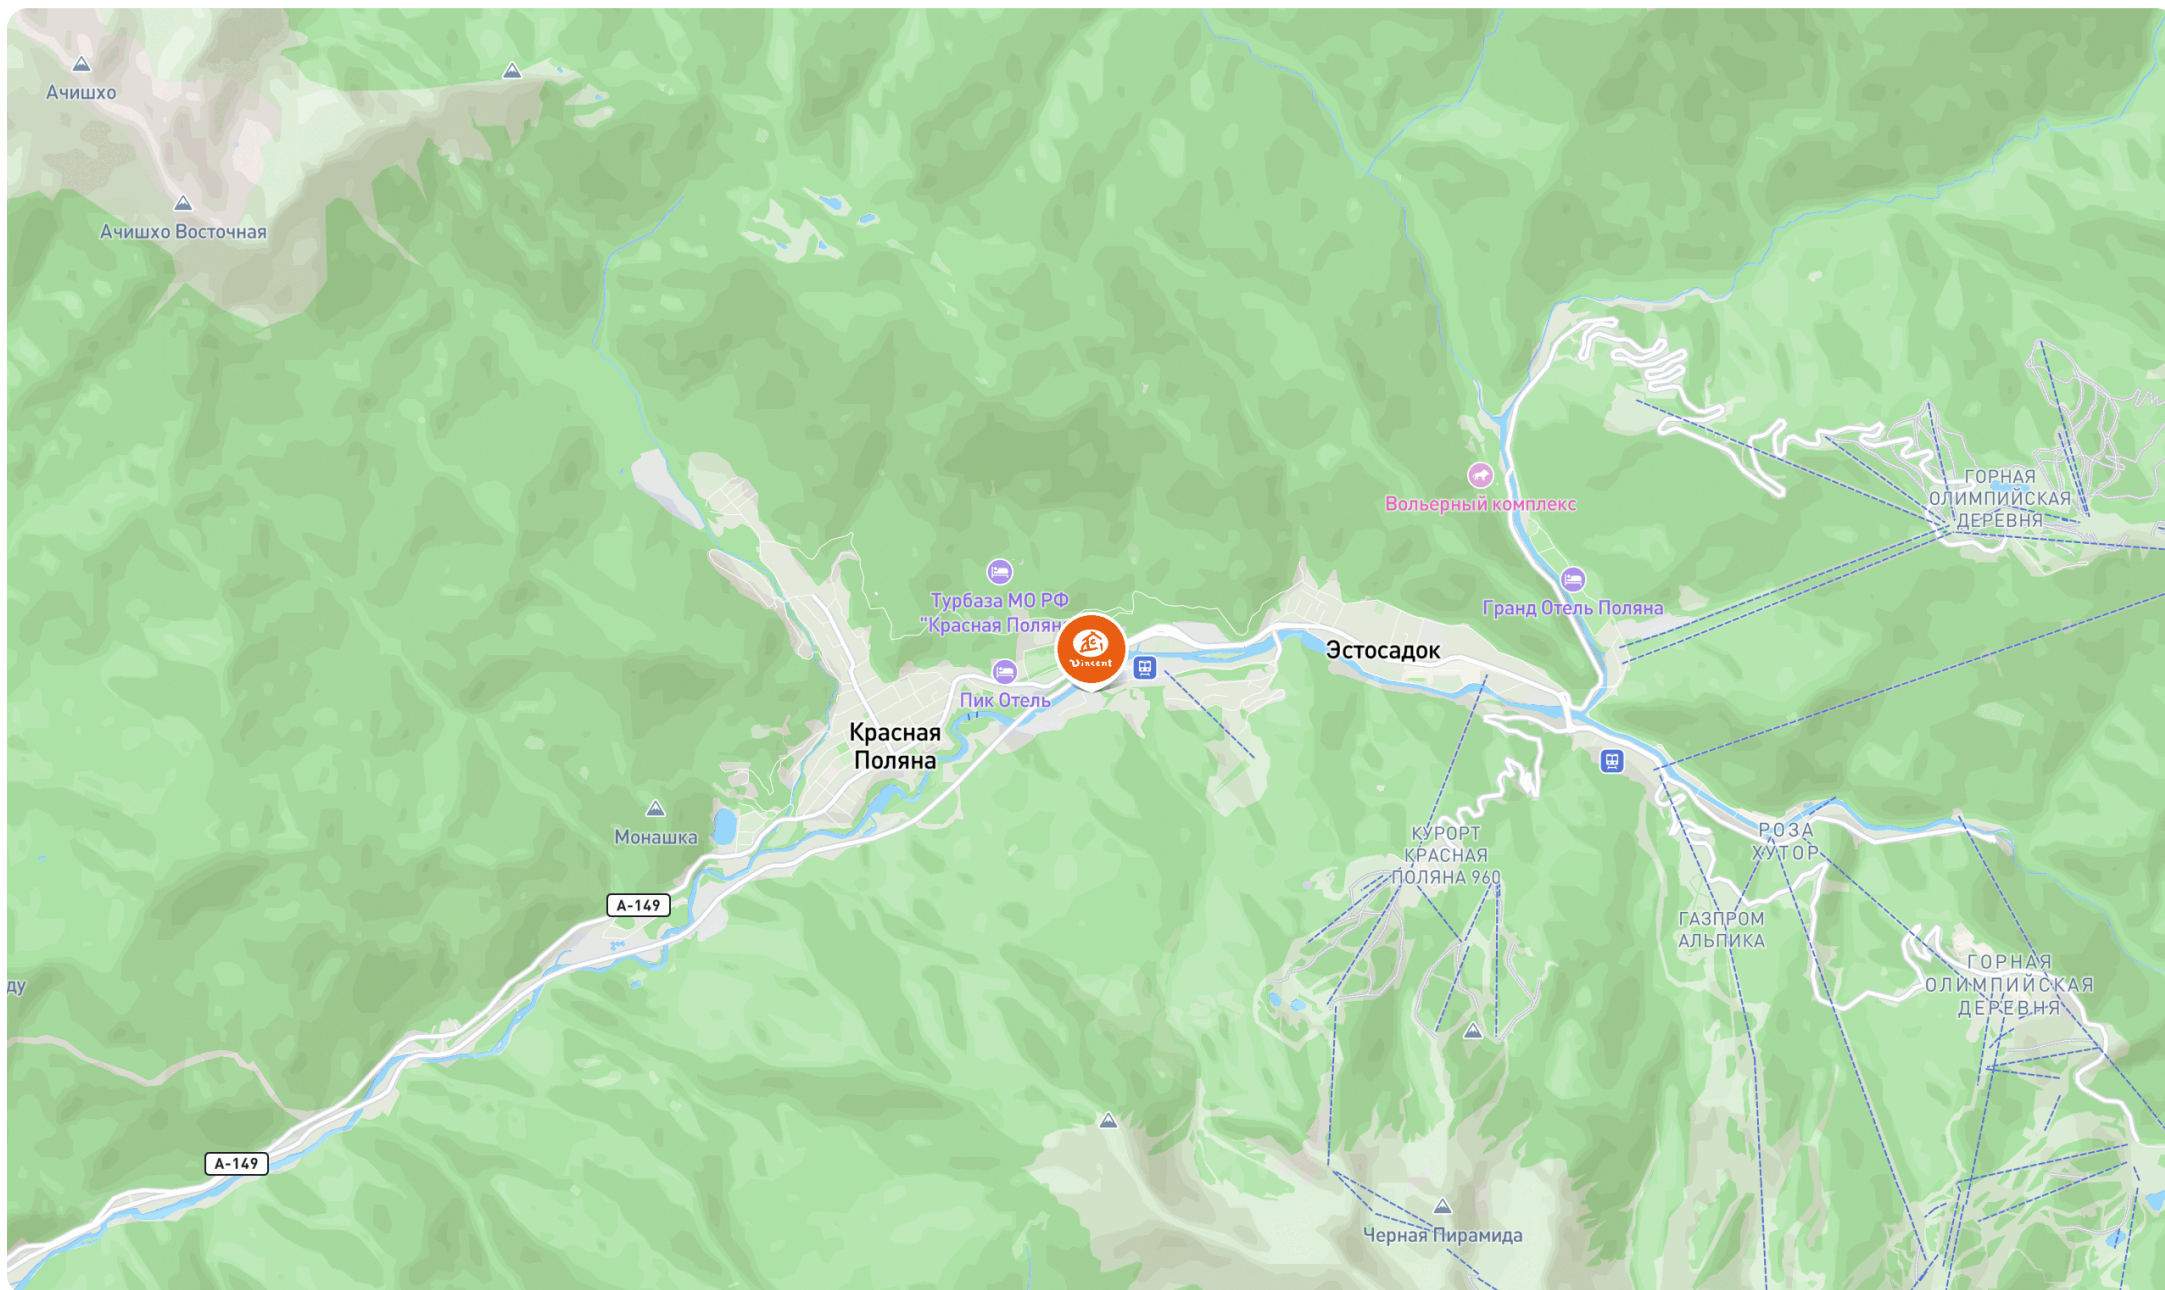 Ачишхо
Ачишхо Восточная
Вольерный комплекс
ГОРНАЯ
ОЛИМПИЙСКАЯ
ДЕРЕВНЯ
Турбаза МО РФ
"Красная Полян
Гранд Отель Поляна
Vincent
Эстосадок
Пик Отель
Красная
Поляна
Монашка
КУРОРТ
КРАСНАЯ
ПОЛЯНА 960
РОЗА
ХУТОР
А-149
ГАЗПРОМ
АЛЬПИКА
ГОРНАЯ
ОЛИМПИЙСКАЯ
ДЕРЕВНЯ
ду
А-149
Черная Пирамида